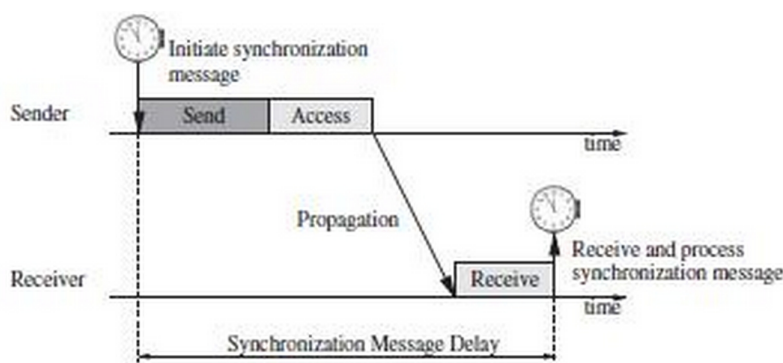 Initiate synchronization
message
Sender
Send
Access
time
Propagation
Receive and process
synchronization message
Receiver
Receive
time
Synchronization Message Delay